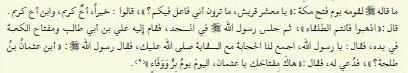 ما قاله ﷺ لقومه يوم فتح مكة: «يا معشر قريش، ما ترون أني فاعل فيكم؟» قالوا: خيراً، أخٌ كريم، وابن أخ كريم.
قال: «اذهبوا فأنتم الطلقاء»، ثم جلس رسول الله ﷺ في المسجد، فقام إليه علي بن أبي طالب ومفتاح الكعبة
في يده، فقال: يا رسول الله، اجمع لنا الحجابة مع السقاية صلى الله عليك، فقال رسول الله ﷺ: «أين عثمانُ بنُ
طلحة؟» فدُعي له، فقال: «هاكَ مِفتاحَك يا عثمان، اليومُ يومُ بِرٍّ وَوَفَاءٍ»